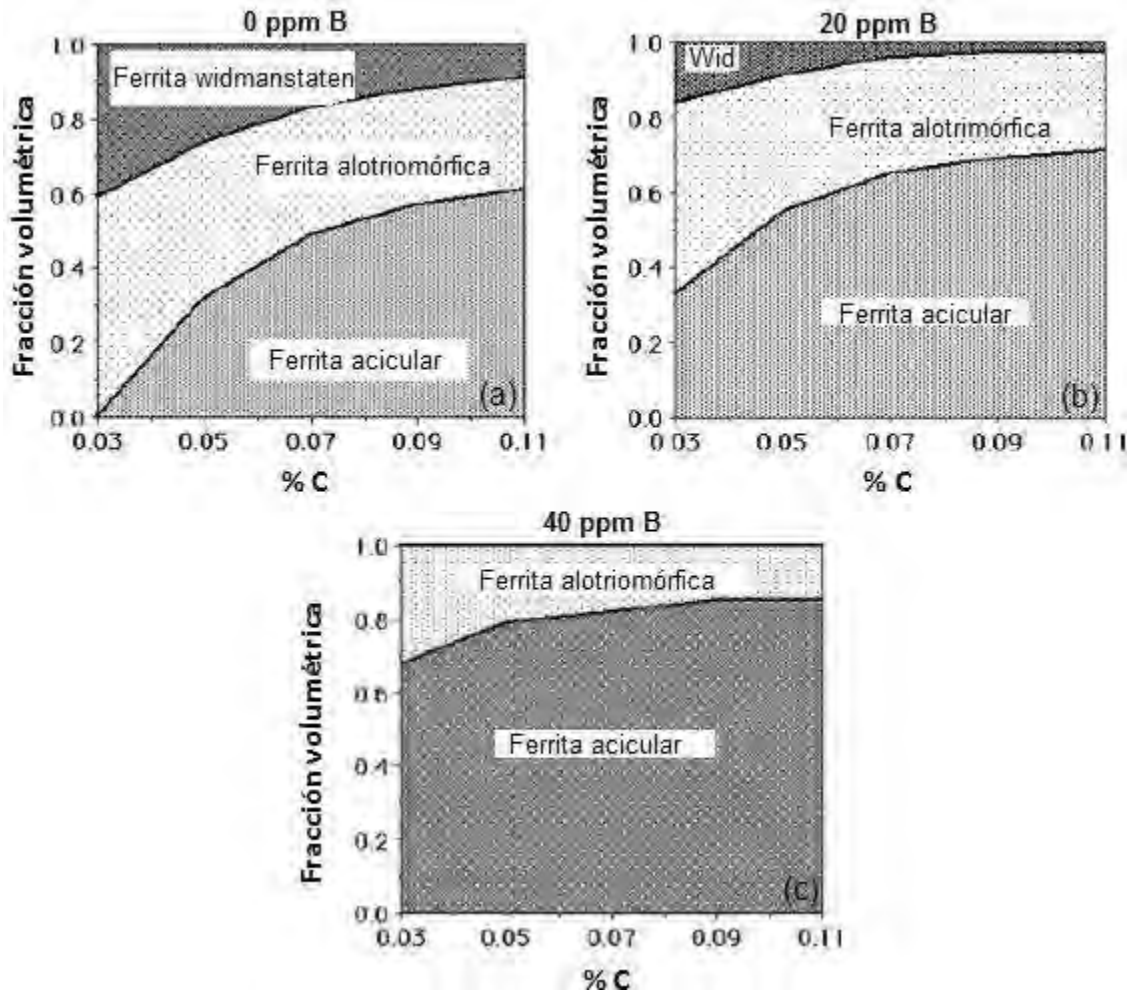 0 ppm B
Fracción volumétrica
1.0
0.8
0.6
0.4
0.2
0.0
Ferrita widmanstaten
Ferrita alotriomórfica
Ferrita acicular
(a)
0.03 0.05 0.07 0.09 0.11
% C
20 ppm B
Fracción volumétrica
1.0
0.8
0.6
0.4
0.2
0.0
Wid
Ferrita alotrimórfica
Ferrita acicular
(b)
0.03 0.05 0.07 0.09 0.11
% C
40 ppm B
Fracción volumétrica
1.0
0.8
0.6
0.4
0.2
0.0
Ferrita alotriomórfica
Ferrita acicular
(c)
0.03 0.05 0.07 0.09 0.11
% C